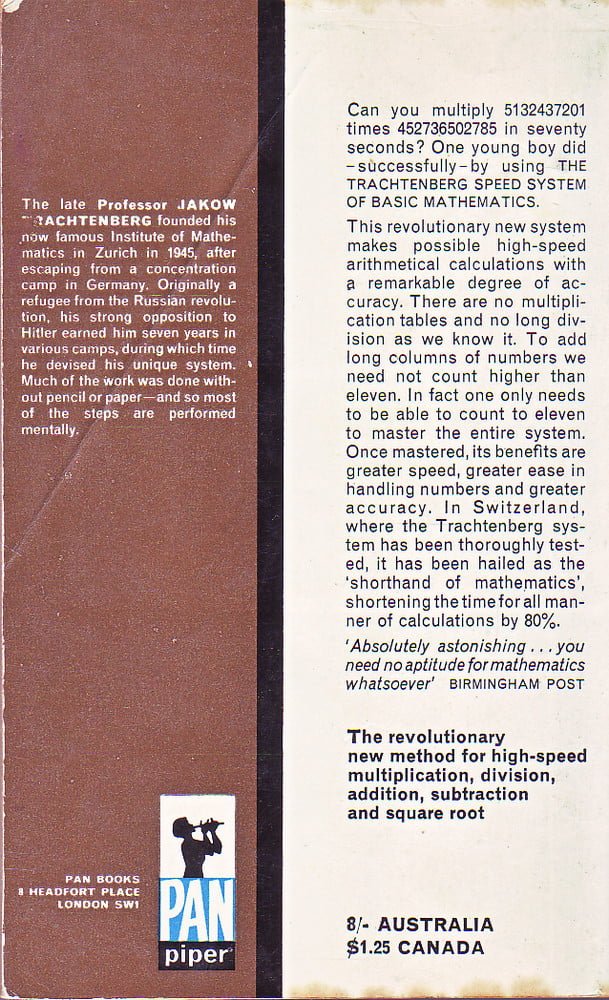 The late Professor JAKOW
TRACHTENBERG founded his
now famous Institute of Mathe-
matics in Zurich in 1945, after
escaping from a concentration
camp in Germany. Originally a
refugee from the Russian revolu-
tion, his strong opposition to
Hitler earned him seven years in
various camps, during which time
he devised his unique system.
Much of the work was done with-
out pencil or paper—and so most
of the steps are performed
mentally.
PAN BOOKS
8 HEADFORT PLACE
LONDON SW1
PAN
piper
Can you multiply 5132437201
times 452736502785 in seventy
seconds? One young boy did
–successfully–by using THE
TRACHTENBERG SPEED SYSTEM
OF BASIC MATHEMATICS.
This revolutionary new system
makes possible high-speed
arithmetical calculations with
a remarkable degree of ac-
curacy. There are no multipli-
cation tables and no long div-
ision as we know it. To add
long columns of numbers we
need not count higher than
eleven. In fact one only needs
to be able to count to eleven
to master the entire system.
Once mastered, its benefits are
greater speed, greater ease in
handling numbers and greater
accuracy. In Switzerland,
where the Trachtenberg sys-
tem has been thoroughly test-
ed, it has been hailed as the
'shorthand of mathematics',
shortening the time for all man-
ner of calculations by 80%.
'Absolutely astonishing . . . you
need no aptitude for mathematics
whatsoever' BIRMINGHAM POST
The revolutionary
new method for high-speed
multiplication, division,
addition, subtraction
and square root
8/- AUSTRALIA
$1.25 CANADA